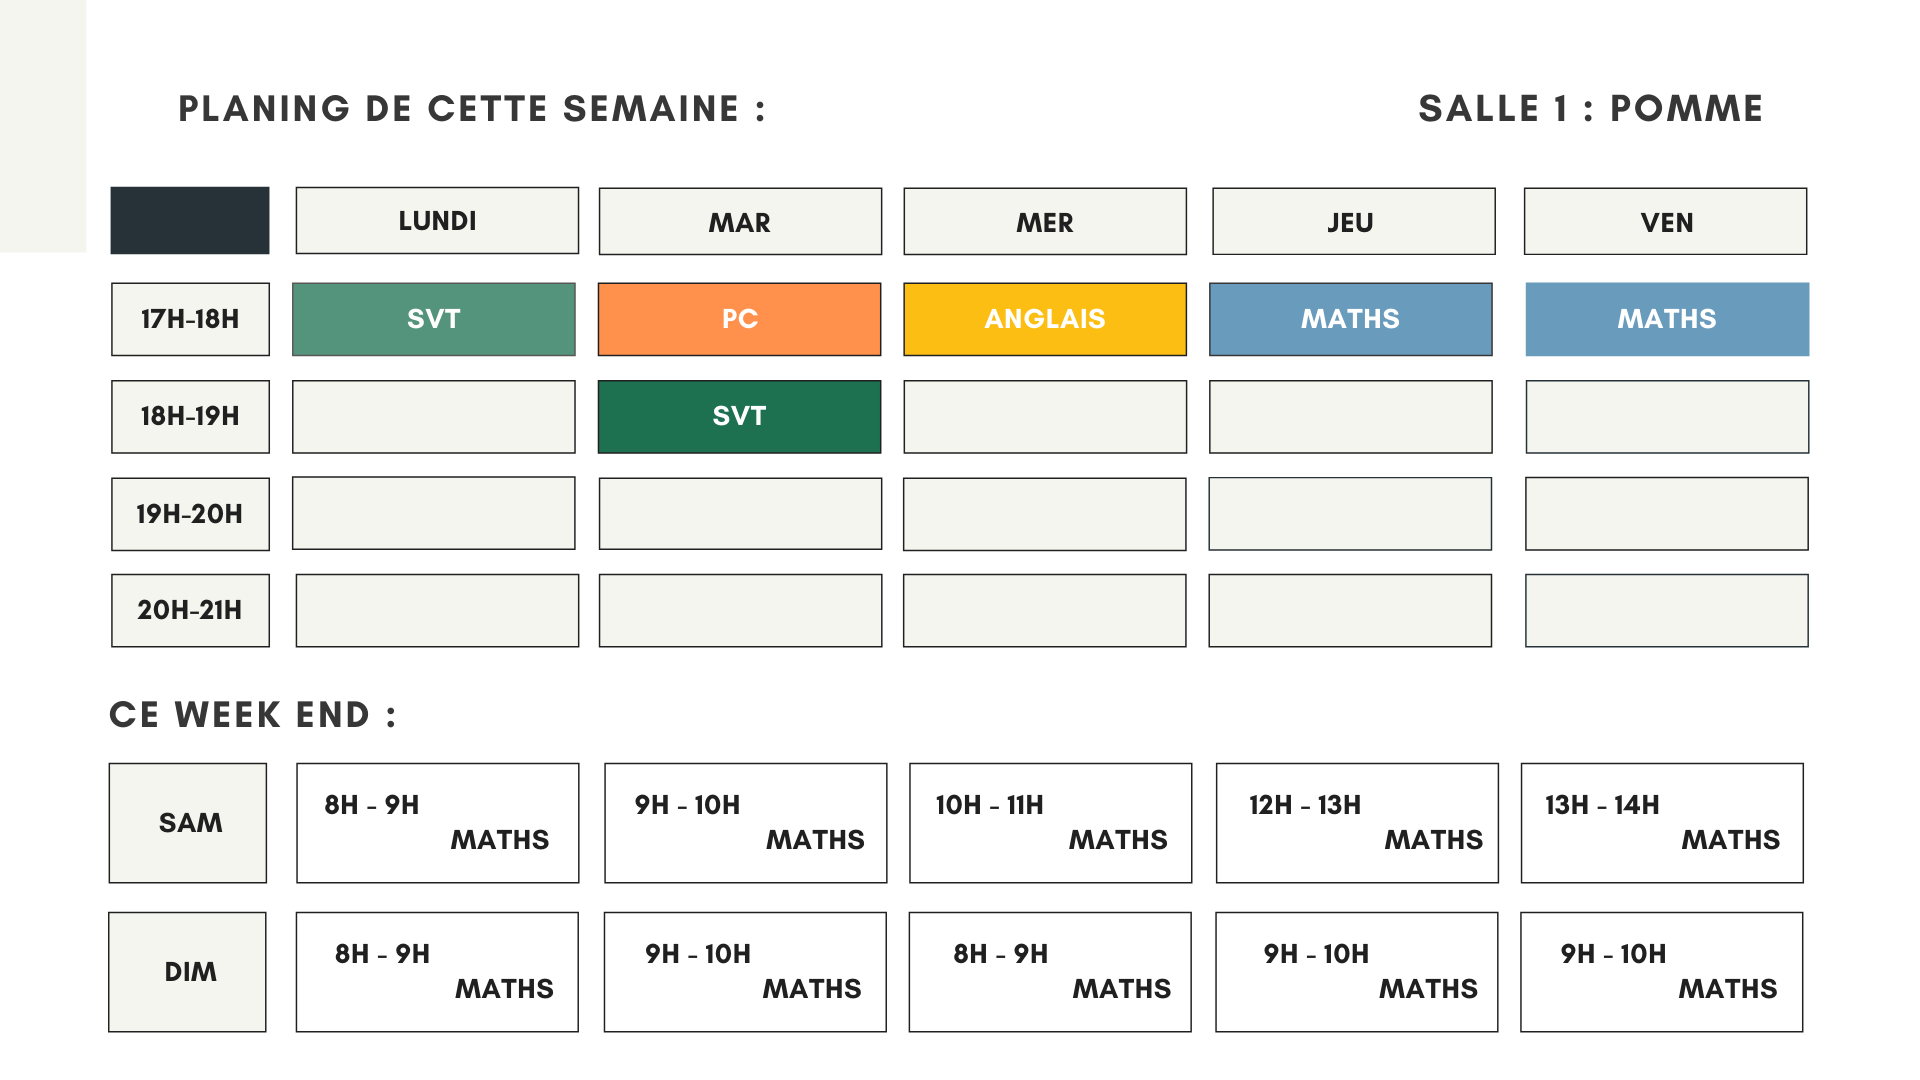 PLANING DE CETTE SEMAINE :
SALLE 1 : POMME
LUNDI MAR MER JEU VEN
17H-18H SVT PC ANGLAIS MATHS MATHS
18H-19H SVT
19H-20H
20H-21H
CE WEEK END :
SAM
8H - 9H
MATHS
9H - 10H
MATHS
10H - 11H
MATHS
12H - 13H
MATHS
13H - 14H
MATHS
DIM
8H - 9H
MATHS
9H - 10H
MATHS
8H - 9H
MATHS
9H - 10H
MATHS
9H - 10H
MATHS